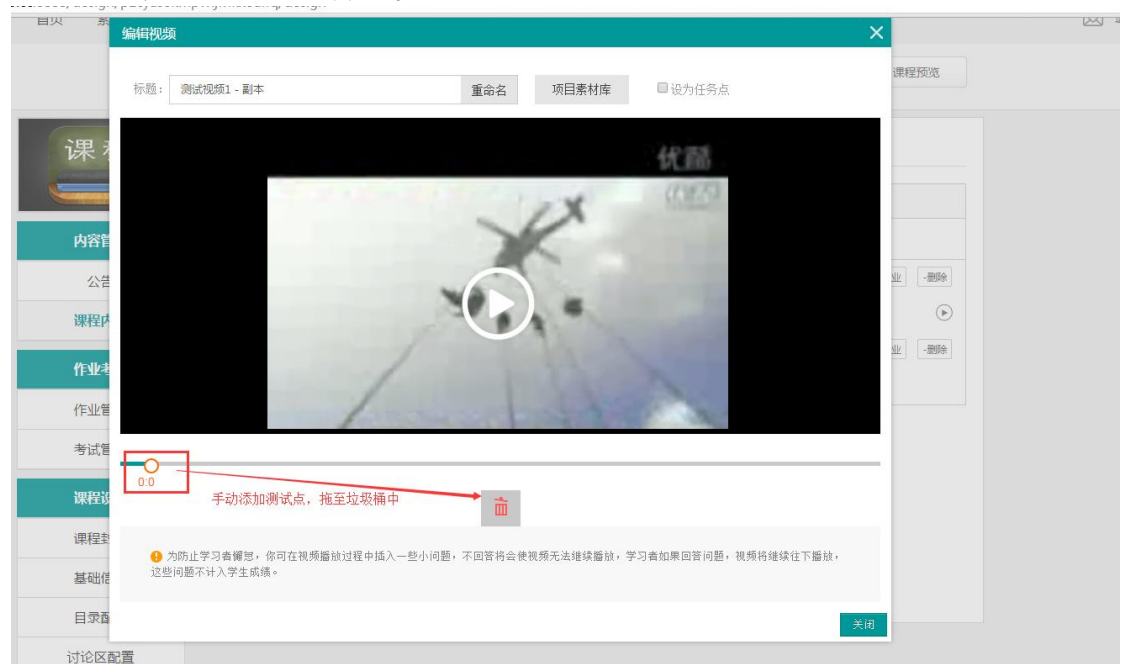 首页
编辑视频
课程预览
标题：
测试视频1 - 副本
重命名
项目素材库
设为任务点
优酷
课
内容管
公告
课程内
-删除
业
-删除
作业考
作业管
考试管
0:0
手动添加测试点，拖至垃圾桶中
课程设
课程封
为防止学习者懈怠，你可在视频播放过程中插入一些小问题，不回答将会使视频无法继续播放，学习者如果回答问题，视频将继续往下播放，
这些问题不计入学生成绩。
基础信
目录配
关闭
讨论区配置